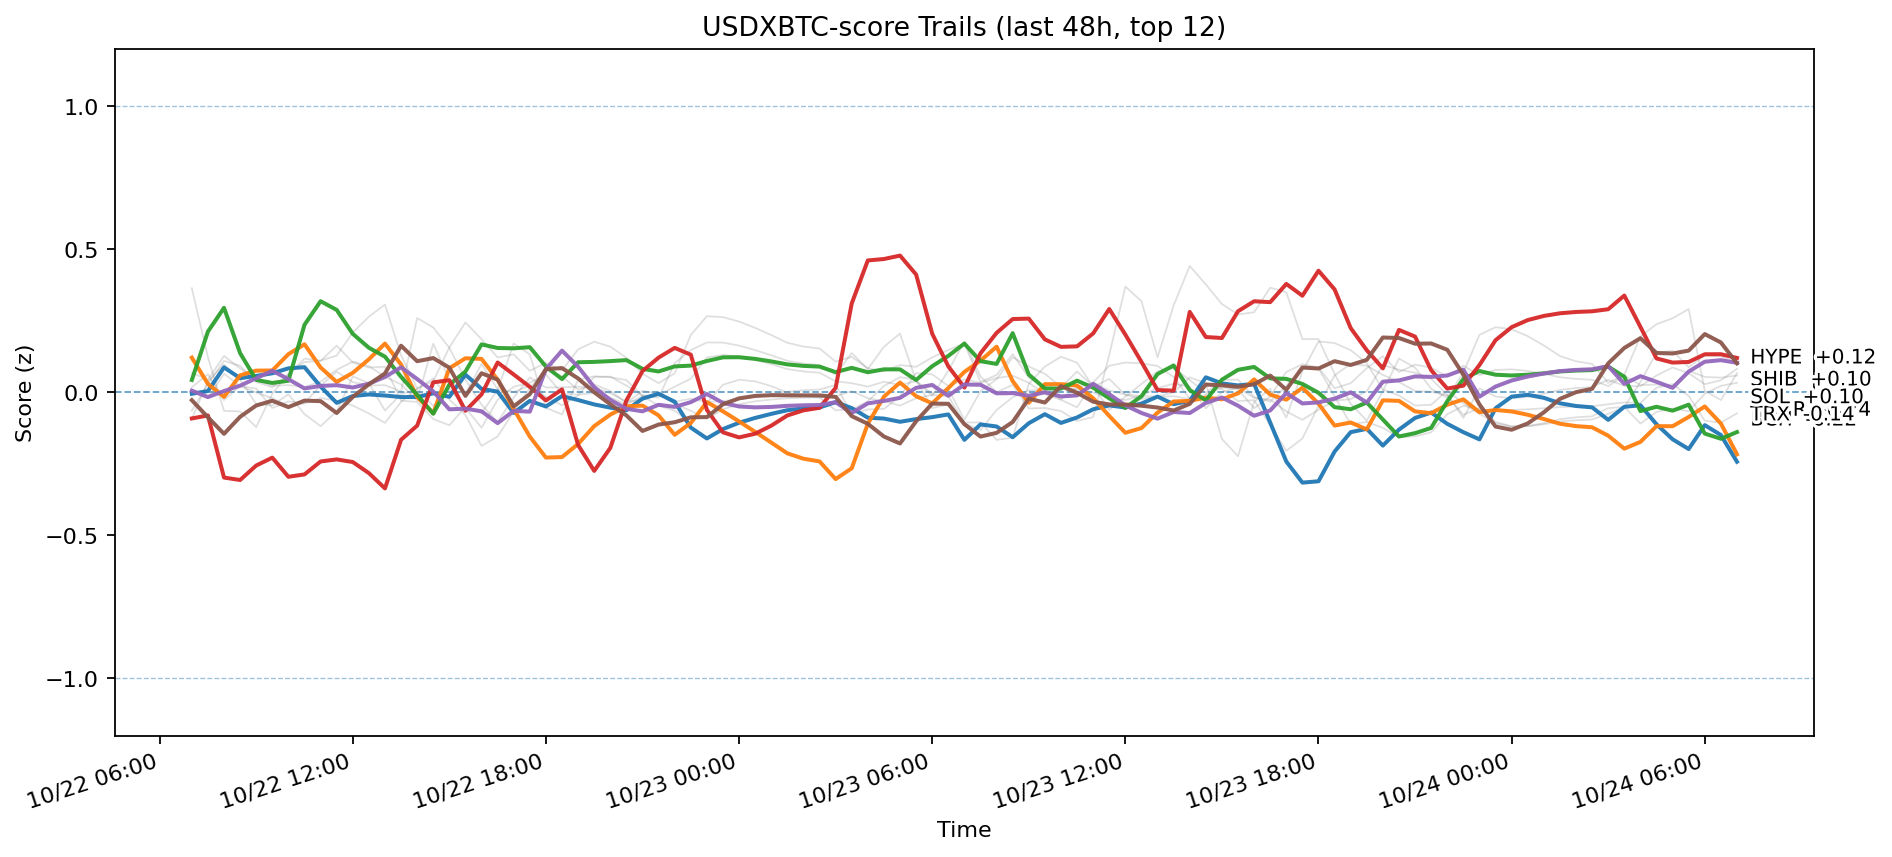 USDXBTC-score Trails (last 48h, top 12)
Score (z)
1.0
0.5
0.0
−0.5
−1.0
HYPE +0.12
SHIB +0.10
SOL +0.10
TRX -0.14
10/22 06:00
10/22 12:00
10/22 18:00
10/23 00:00
10/23 06:00
10/23 12:00
10/23 18:00
10/24 00:00
10/24 06:00
Time